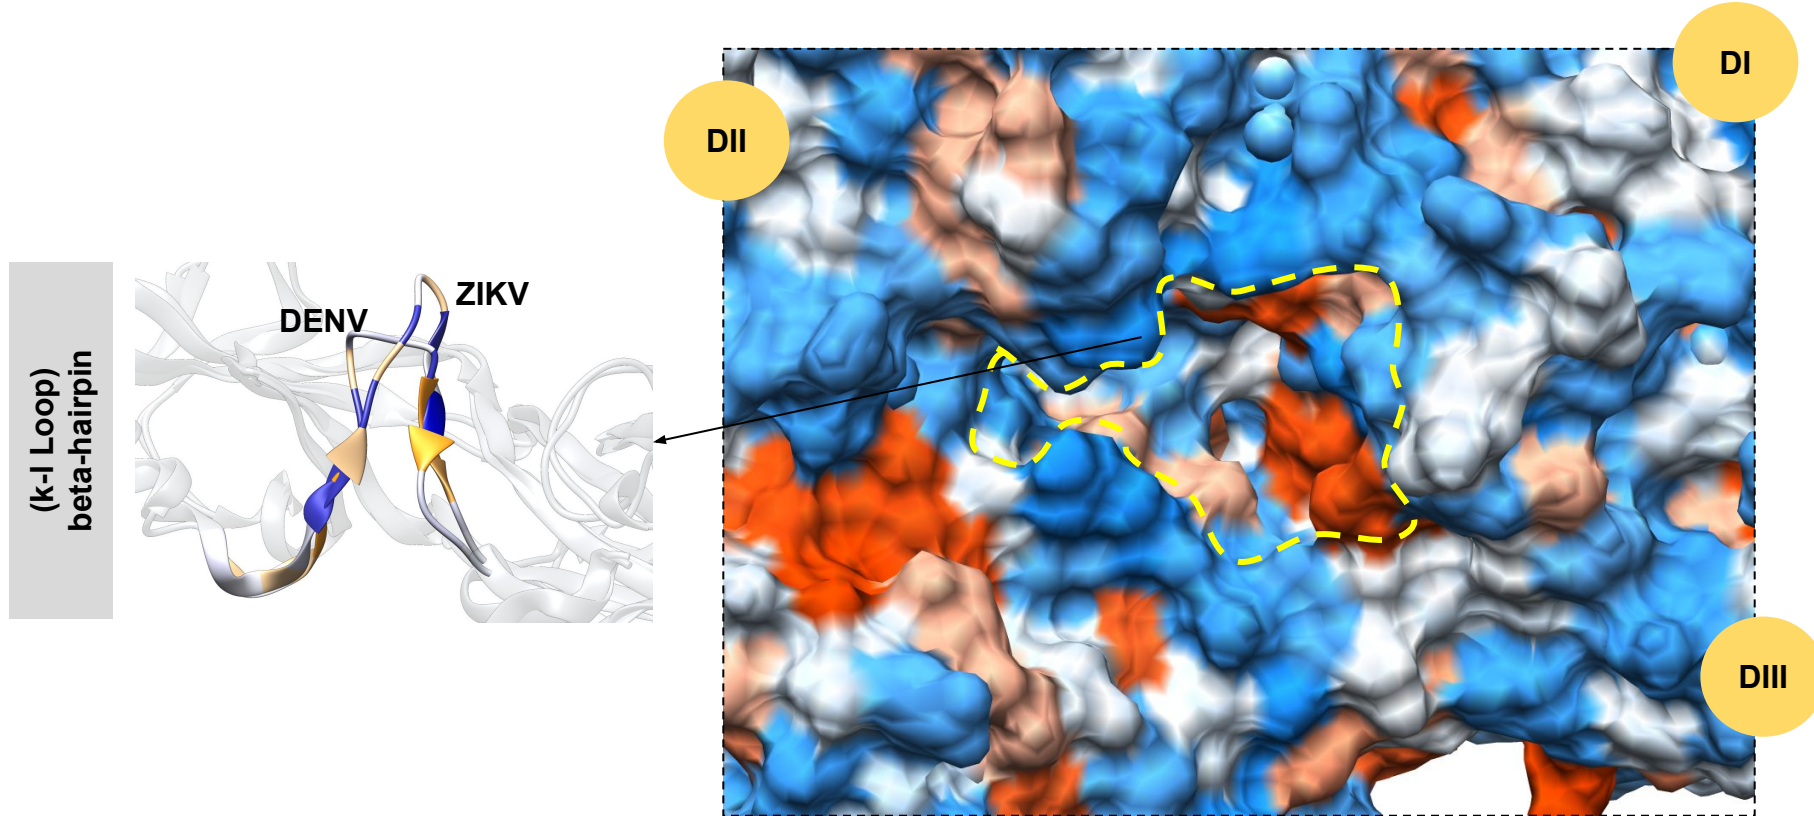 (k-l Loop)
beta-hairpin
DENV
ZIKV
DII
DI
DIII